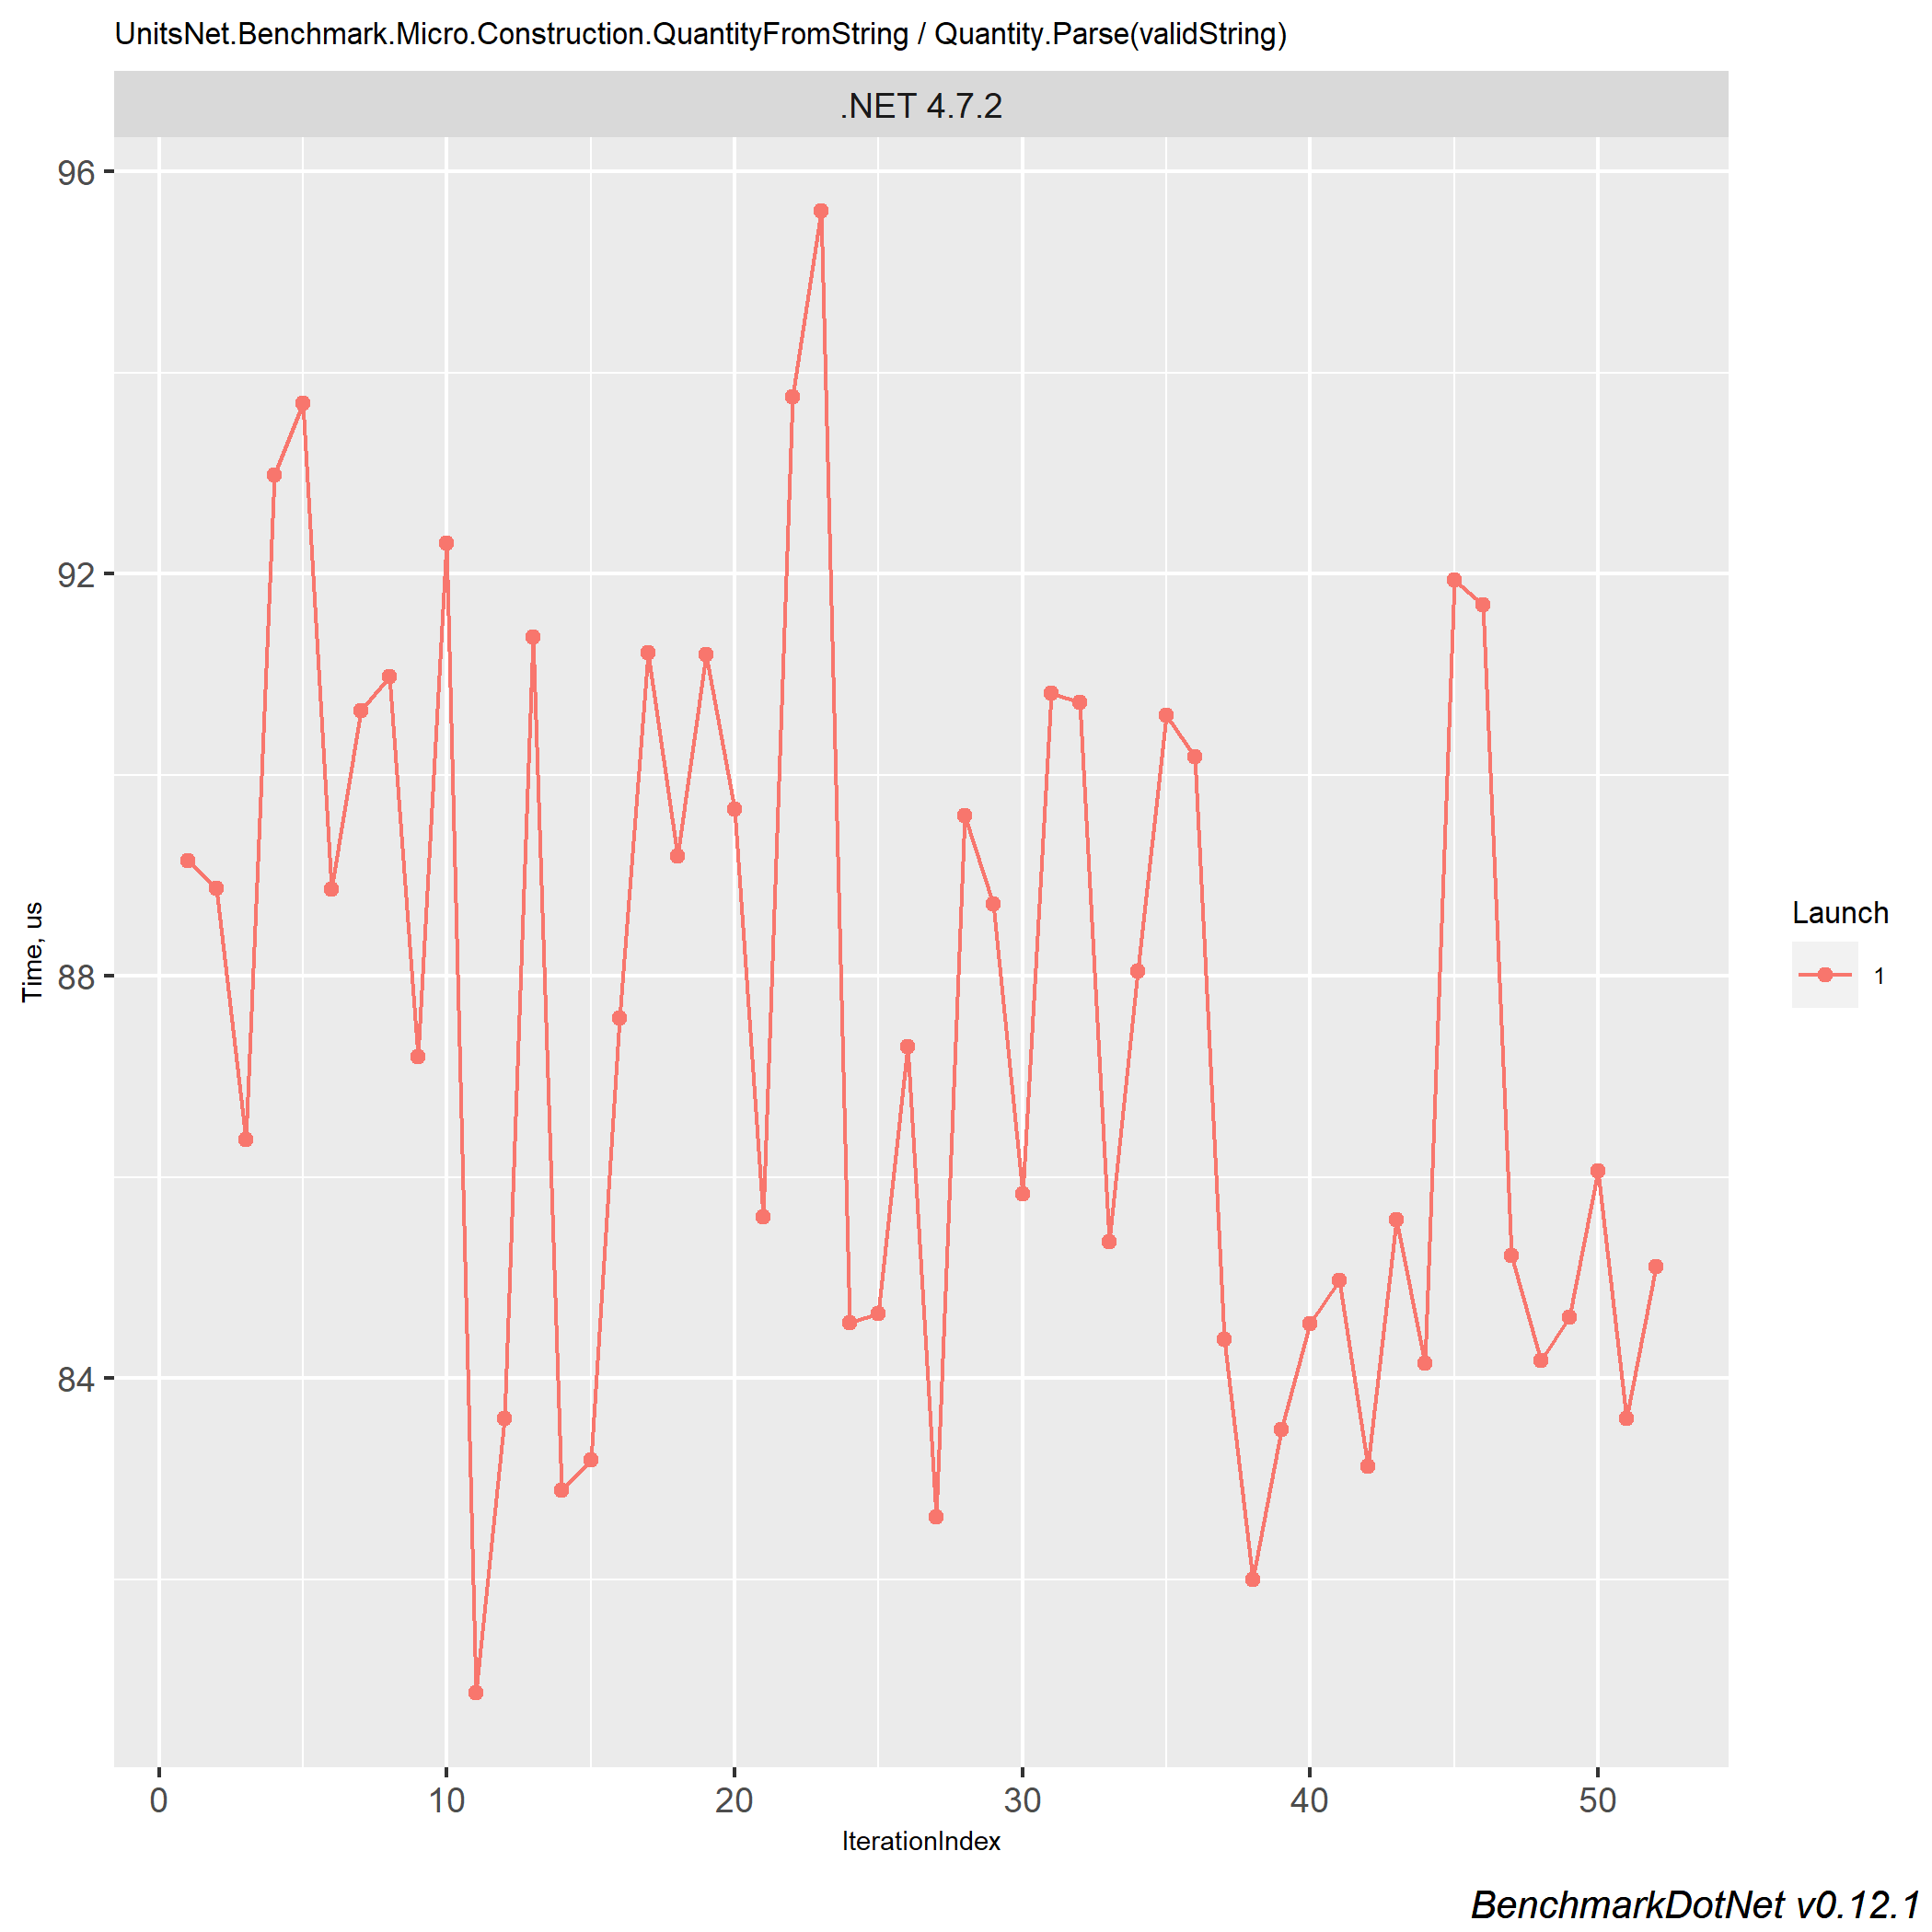 UnitsNet.Benchmark.Micro.Construction.QuantityFromString / Quantity.Parse(validString)
.NET 4.7.2
96
92
88
84
Time, us
0 10 20 30 40 50
IterationIndex
Launch
1
BenchmarkDotNet v0.12.1